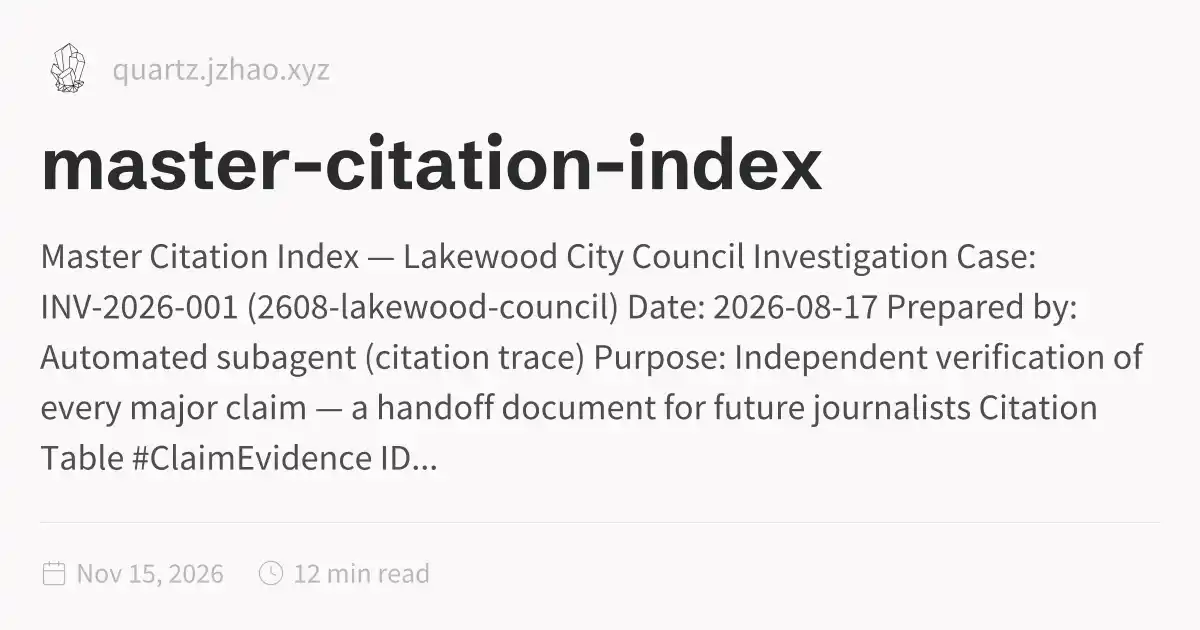 quartz.jzhao.xyz
master-citation-index
Master Citation Index — Lakewood City Council Investigation Case:
INV-2026-001 (2608-lakewood-council) Date: 2026-08-17 Prepared by:
Automated subagent (citation trace) Purpose: Independent verification of
every major claim — a handoff document for future journalists Citation
Table #ClaimEvidence ID...
Nov 15, 2026
12 min read